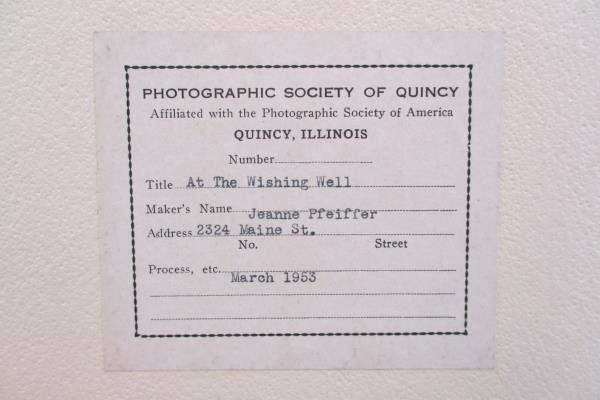 PHOTOGRAPHIC SOCIETY OF QUINCY
Affiliated with the Photographic Society of America
QUINCY, ILLINOIS
Number
Title At The Wishing Well
Maker's Name Jeanne Pfeiffer
Address 2324 Maine St.
No. Street
Process, etc. March 1953